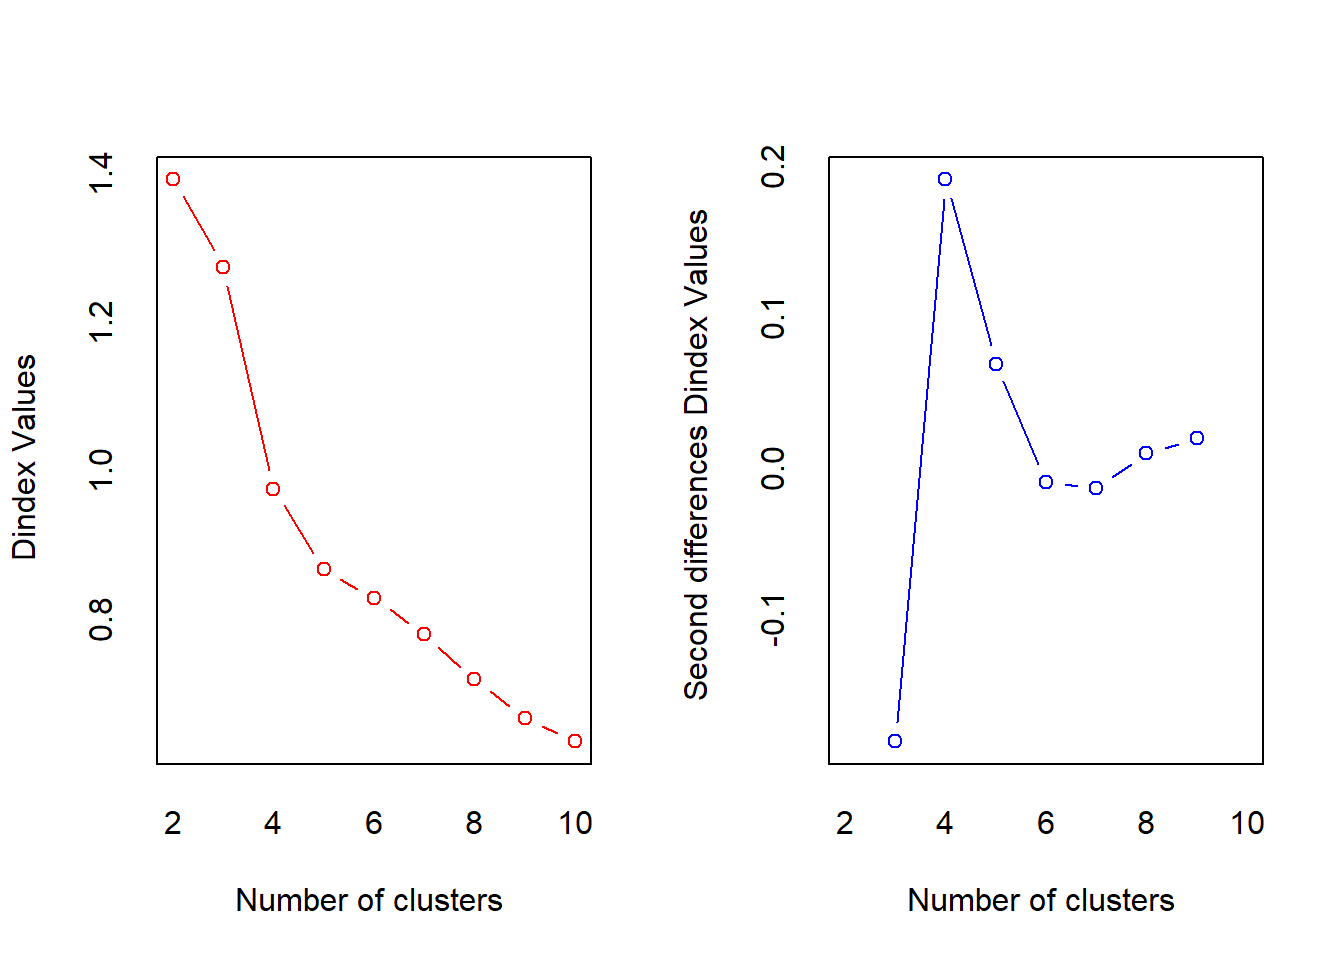 Dindex Values
1.4
1.2
1.0
0.8
2 4 6 8 10
Number of clusters
Second differences Dindex Values
0.2
0.1
0.0
-0.1
2 4 6 8 10
Number of clusters